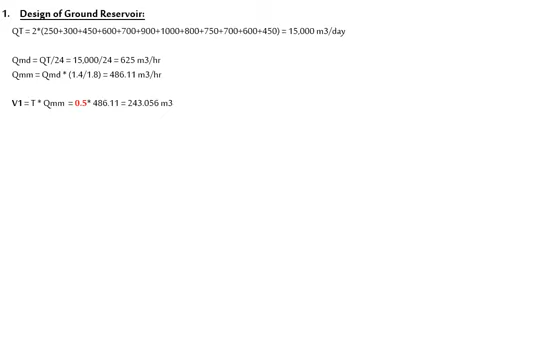 1. Design of Ground Reservoir:
QT = 2*(250+300+450+600+700+900+1000+800+750+700+600+450) = 15,000 m3/day
Qmd = QT/24 = 15,000/24 = 625 m3/hr
Qmm = Qmd * (1.4/1.8) = 486.11 m3/hr
V1 = T * Qmm = 0.5* 486.11 = 243.056 m3